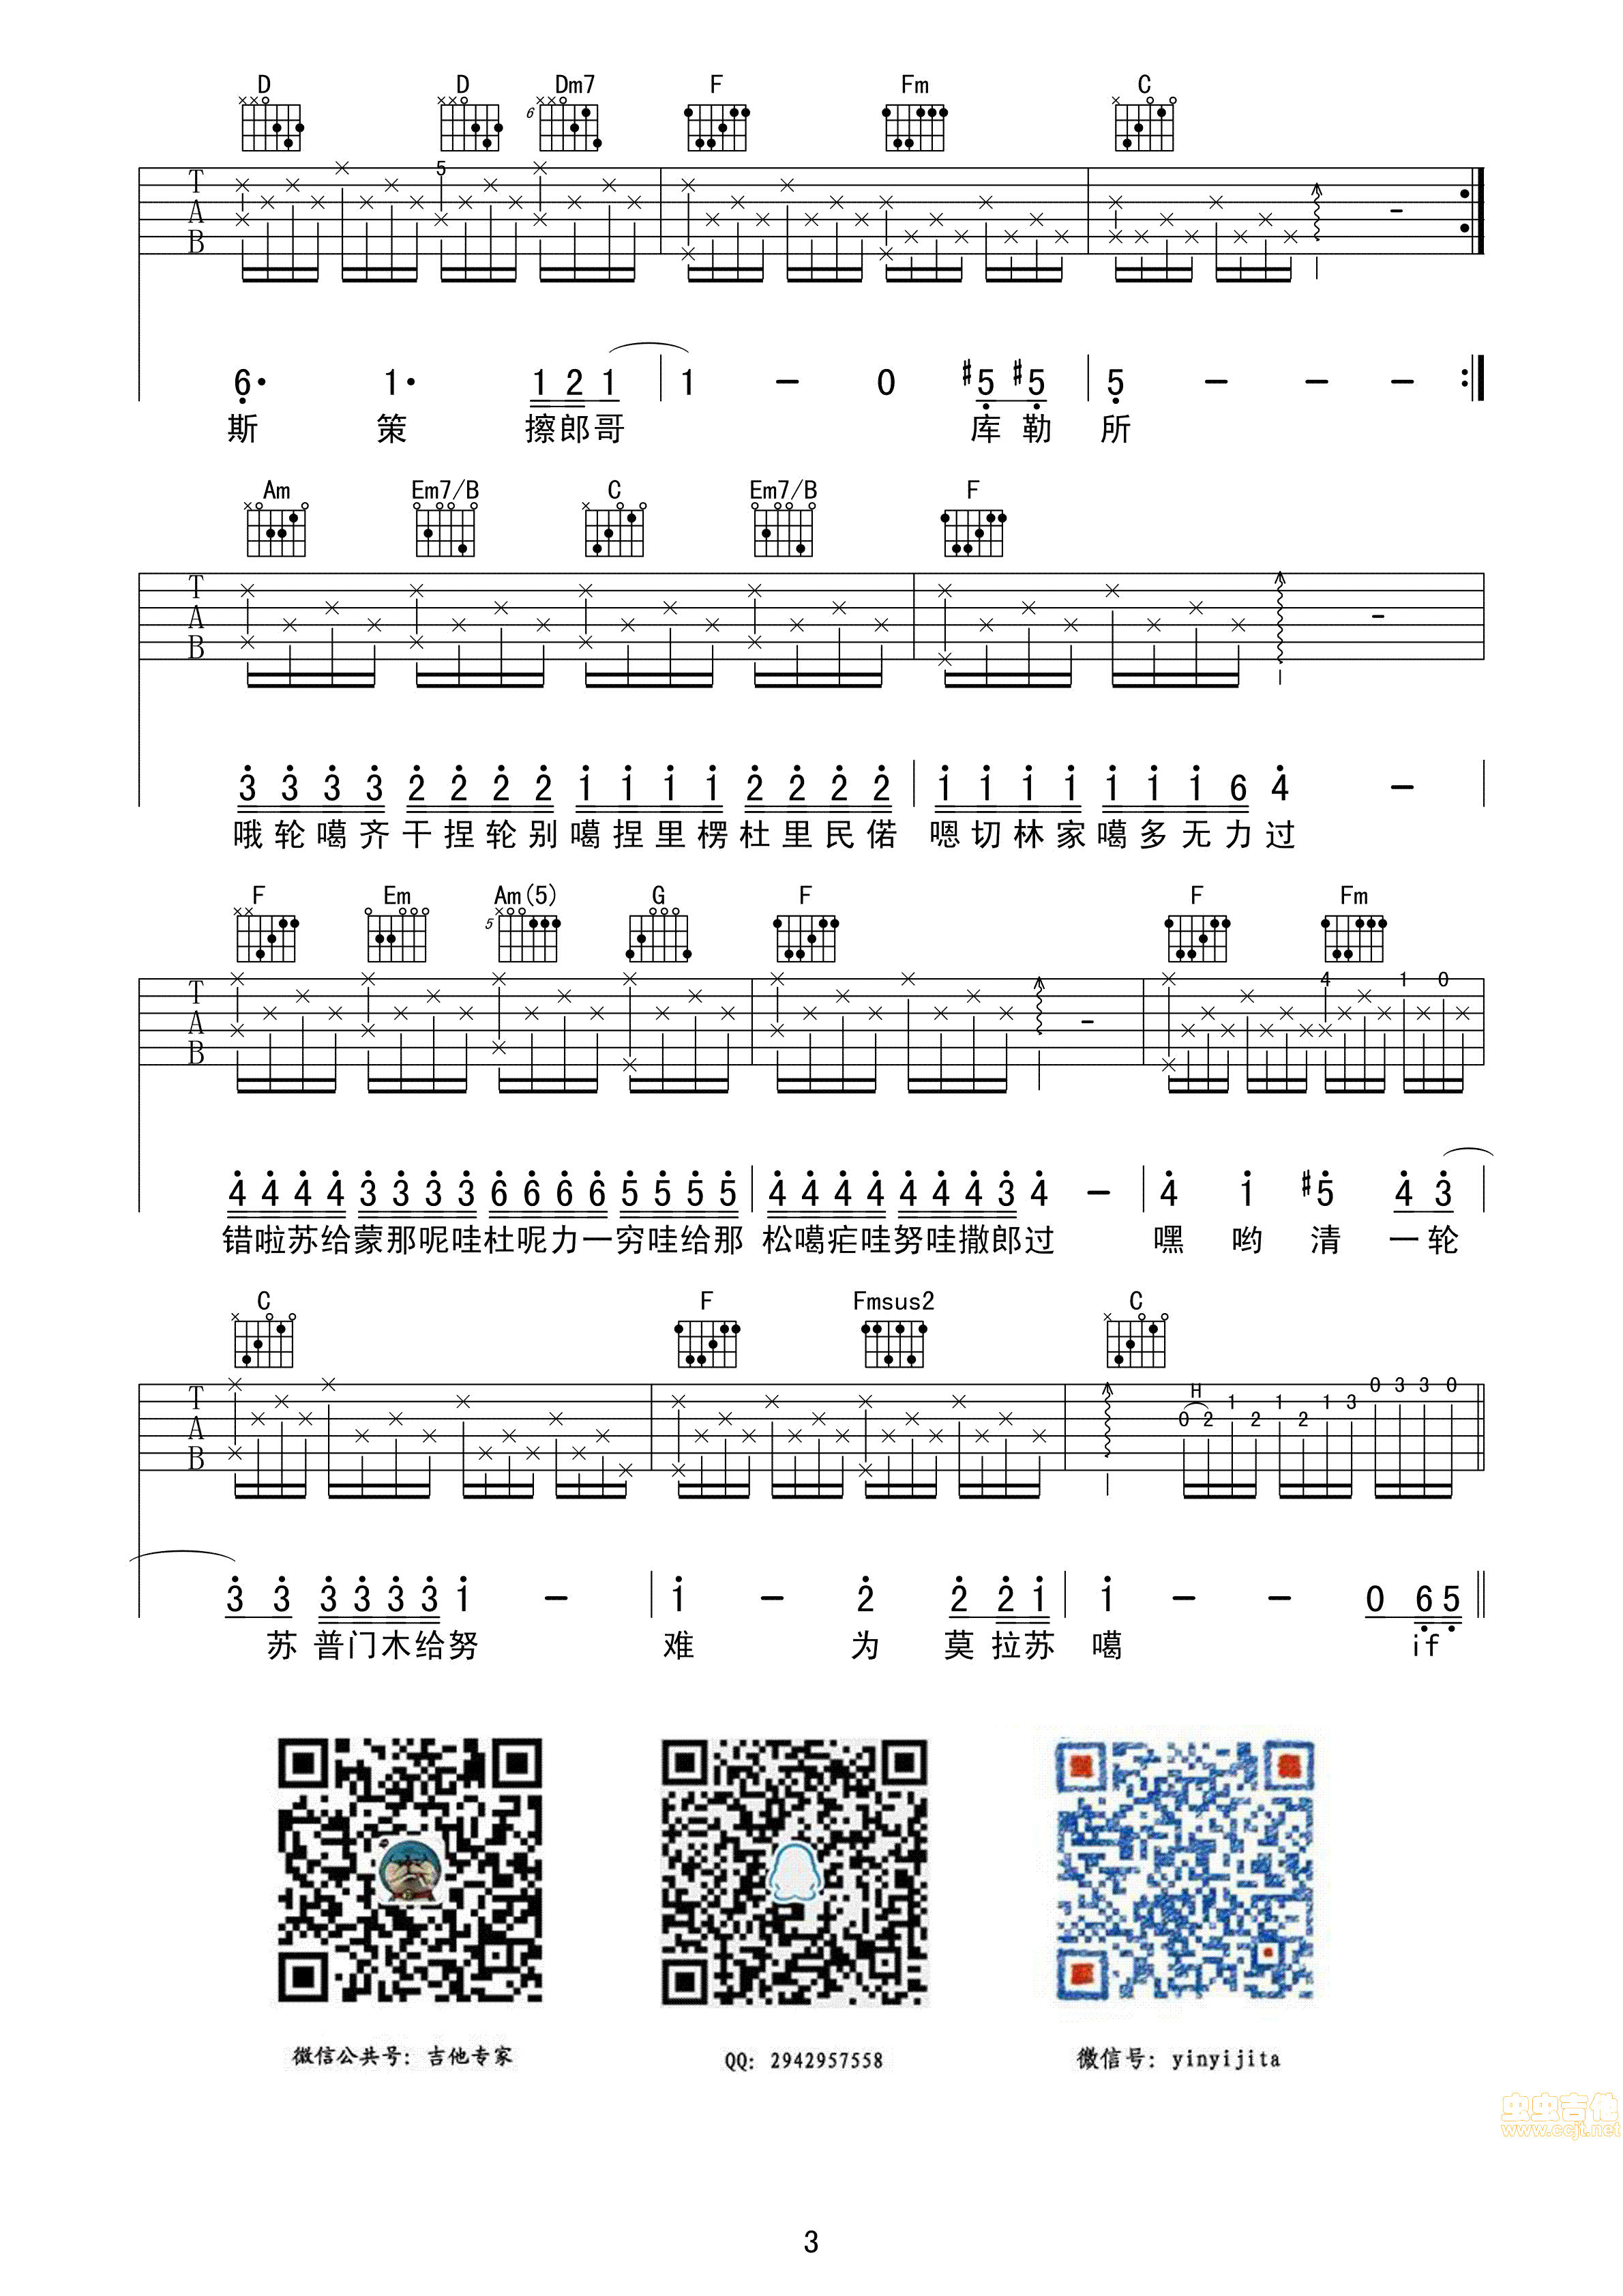 D D Dm7 F Fm C
6
5
T
A
B
6· 1· 1 2 1 1 - 0 #5 #5 5 - - -
斯 策 擦郎哥 库 勒 所
Am Em7/B C Em7/B F
T
A
B
3 3 3 3 2 2 2 2 1 1 1 1 2 2 2 2 1 1 1 1 1 1 1 6 4 -
哦轮噶齐干捏轮别噶捏里楞杜里民偌 嗯切林家噶多无力过
F Em Am(5) G F F Fm
5
4 1 0
T
A
B
4 4 4 4 3 3 3 3 6 6 6 6 5 5 5 5 4 4 4 4 4 4 4 3 4 - 4 1 #5 4 3
错啦苏给蒙那呢哇杜呢力一穷哇给那 松噶疟哇努哇撒郎过 嘿 哟 清 一轮
C F Fmsus2 C
H
0 2 1 2 1 2 1 3 0 3 3 0
T
A
B
3 3 3 3 3 3 1 - 1 - 2 2 2 1 1 - - 0 6 5
苏 普门木给努 难 为 莫 拉苏 噶 if
微信公共号：吉他专家
QQ：2942957558
微信号：yinyijita
虫虫吉他
www.ccjt.net
3